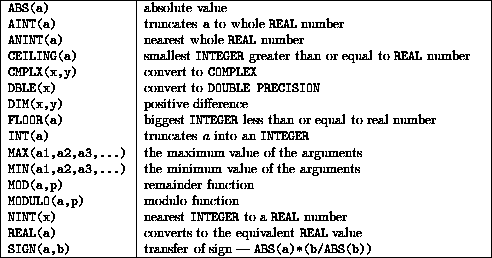 ABS(a) absolute value
AINT(a) truncates a to whole REAL number
ANINT(a) nearest whole REAL number
CEILING(a) smallest INTEGER greater than or equal to REAL number
CMPLX(x,y) convert to COMPLEX
DBLE(x) convert to DOUBLE PRECISION
DIM(x,y) positive difference
FLOOR(a) biggest INTEGER less than or equal to real number
INT(a) truncates a into an INTEGER
MAX(a1,a2,a3,...) the maximum value of the arguments
MIN(a1,a2,a3,...) the minimum value of the arguments
MOD(a,p) remainder function
MODULO(a,p) modulo function
NINT(x) nearest INTEGER to a REAL number
REAL(a) converts to the equivalent REAL value
SIGN(a,b) transfer of sign — ABS(a)*(b/ABS(b))